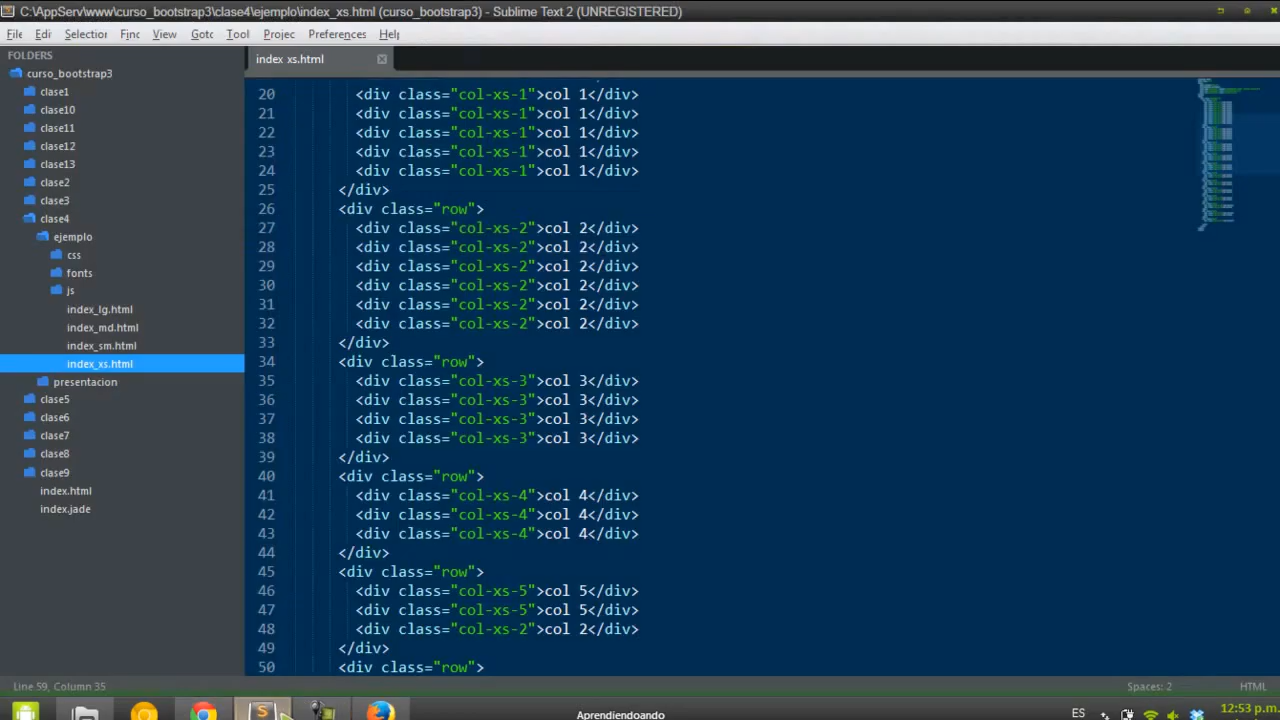 C:\AppServ\www\curso_bootstrap3\clase4\ejemplo\index_xs.html (curso_bootstrap3) - Sublime Text 2 (UNREGISTERED)
File Edi Selection Finc View Gotc Tool Projec Preferences Help
FOLDERS
curso_bootstrap3
clase1
clase10
clase11
clase12
clase13
clase2
clase3
clase4
ejemplo
css
fonts
js
index_lg.html
index_md.html
index_sm.html
index_xs.html
presentacion
clase5
clase6
clase7
clase8
clase9
index.html
index.jade
index xs.html
20 <div class="col-xs-1">col 1</div>
21 <div class="col-xs-1">col 1</div>
22 <div class="col-xs-1">col 1</div>
23 <div class="col-xs-1">col 1</div>
24 <div class="col-xs-1">col 1</div>
25 </div>
26 <div class="row">
27 <div class="col-xs-2">col 2</div>
28 <div class="col-xs-2">col 2</div>
29 <div class="col-xs-2">col 2</div>
30 <div class="col-xs-2">col 2</div>
31 <div class="col-xs-2">col 2</div>
32 <div class="col-xs-2">col 2</div>
33 </div>
34 <div class="row">
35 <div class="col-xs-3">col 3</div>
36 <div class="col-xs-3">col 3</div>
37 <div class="col-xs-3">col 3</div>
38 <div class="col-xs-3">col 3</div>
39 </div>
40 <div class="row">
41 <div class="col-xs-4">col 4</div>
42 <div class="col-xs-4">col 4</div>
43 <div class="col-xs-4">col 4</div>
44 </div>
45 <div class="row">
46 <div class="col-xs-5">col 5</div>
47 <div class="col-xs-5">col 5</div>
48 <div class="col-xs-2">col 2</div>
49 </div>
50 <div class="row">
Line 59, Column 35
Spaces: 2
HTML
Aprendiendoando
ES
12:53 p.m.